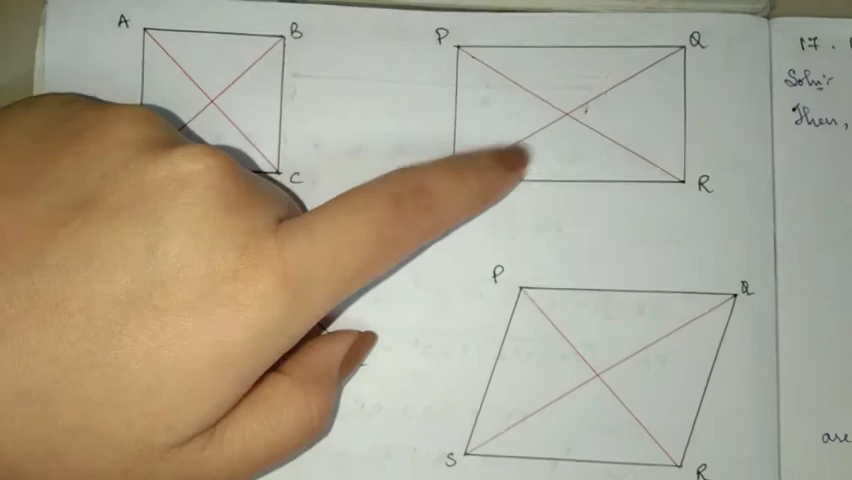 A B
P Q
17.
Soln:
Then,
C
R
P Q
S R
are